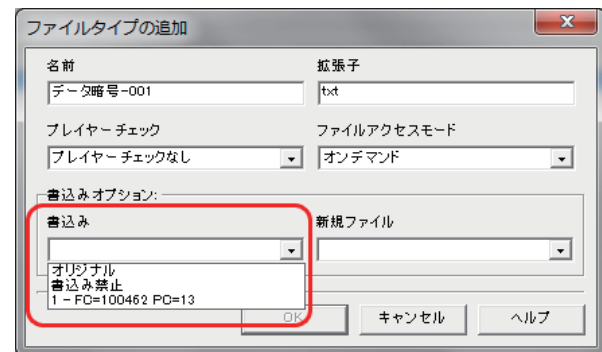 ファイルタイプの追加
名前
拡張子
データ暗号-001
txt
プレイヤーチェック
ファイルアクセスモード
プレイヤーチェックなし
オンデマンド
書込みオプション:
書込み
新規ファイル
オリジナル
書込み禁止
1 - FC=100462 PC=13
OK
キャンセル
ヘルプ